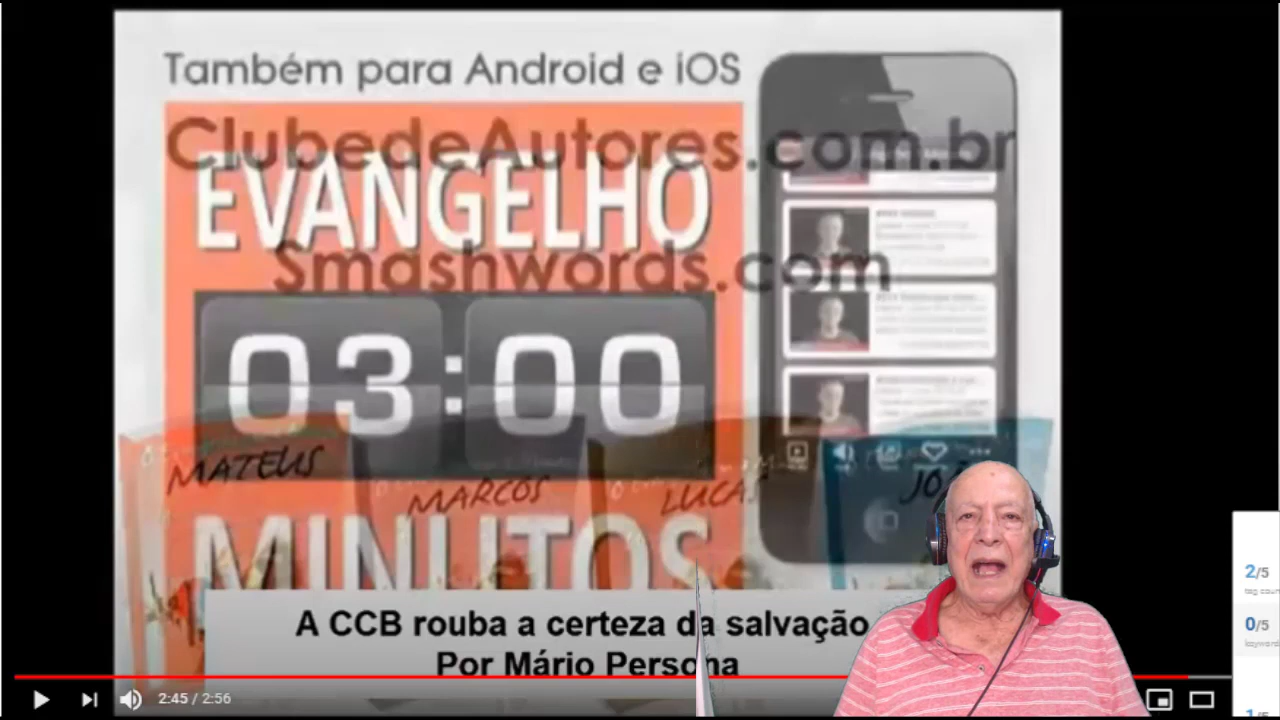 Também para Android e iOS
ClubedeAutores.com.br
EVANGELHO
Smashwords.com
03:00
MATEUS
MARCOS
LUCAS
JOÃO
MINUTOS
A CCB rouba a certeza da salvação
Por Mário Persona
2:45 / 2:56
2/5
0/5